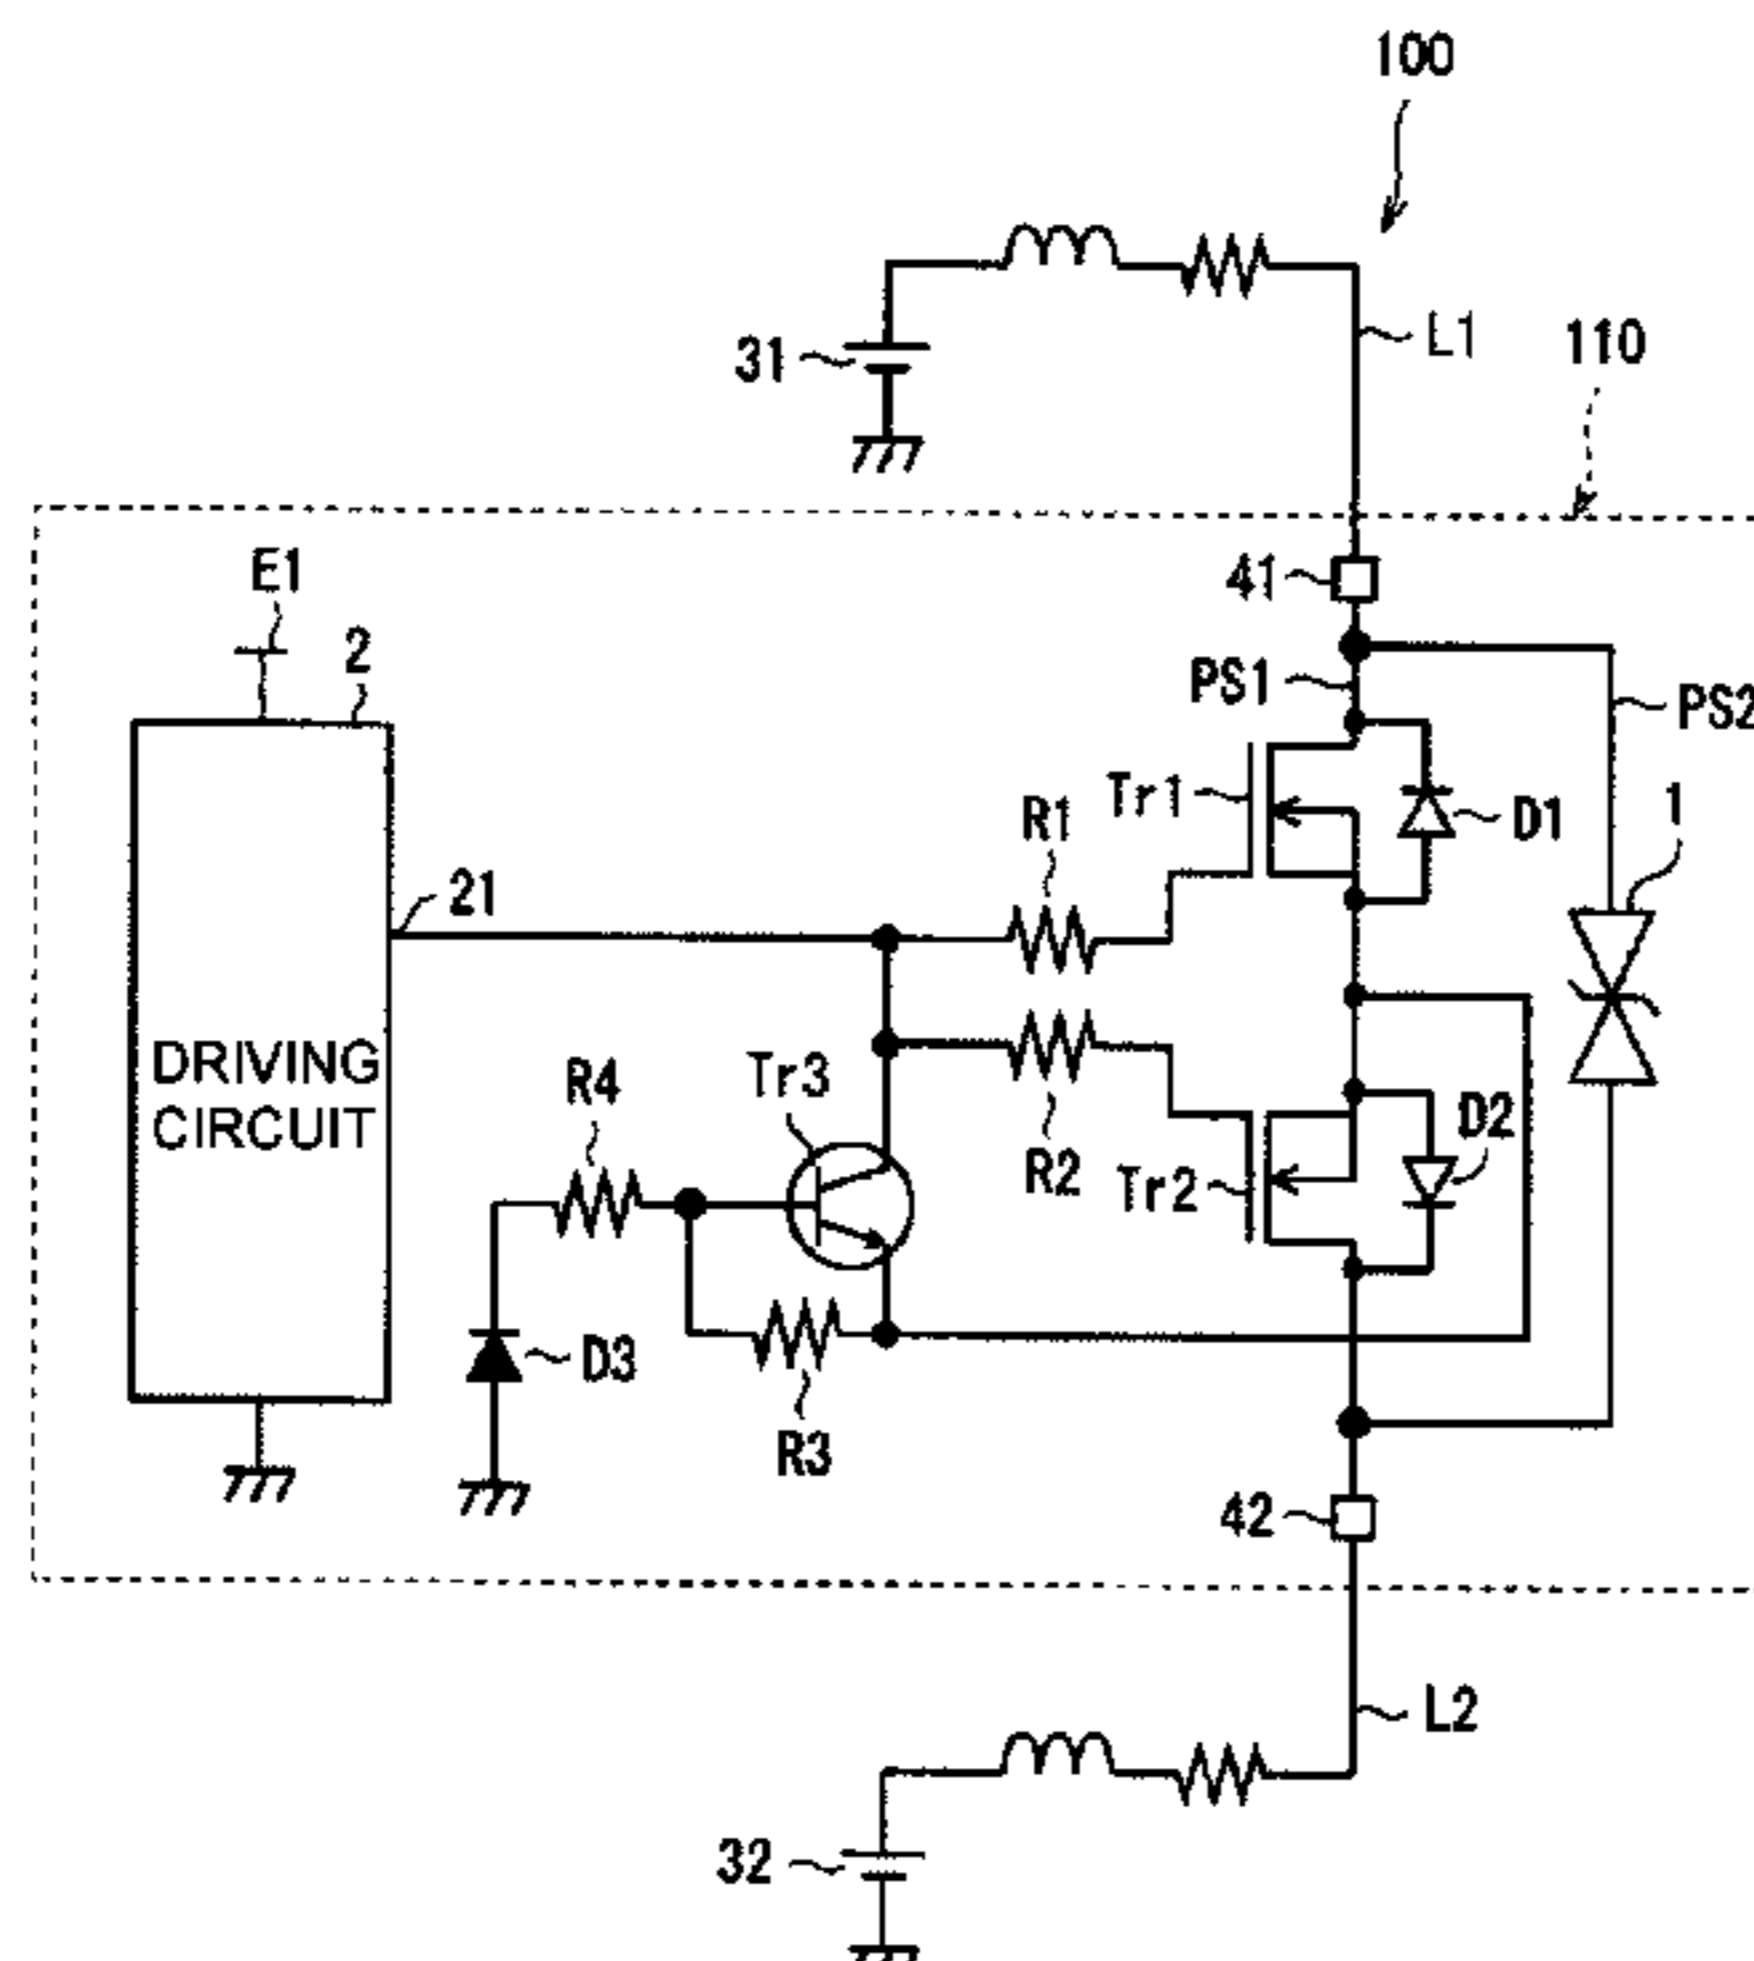 100
31
L1
110
E1
2
41
PS1
PS2
Tr1
R1
D1
1
21
DRIVING
CIRCUIT
R4
Tr3
R2
Tr2
D2
D3
R3
42
L2
32